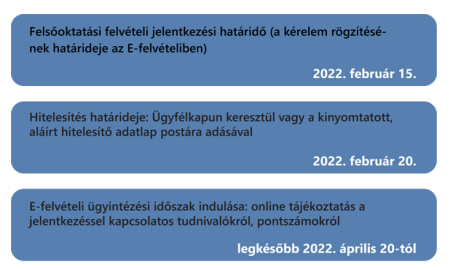 Felsőoktatási felvételi jelentkezési határidő (a kérelem rögzítésé-
nek határideje az E-felvételiben)
2022. február 15.
Hitelesítés határideje: Ügyfélkapun keresztül vagy a kinyomtatott,
aláírt hitelesítő adatlap postára adásával
2022. február 20.
E-felvételi ügyintézési időszak indulása: online tájékoztatás a
jelentkezéssel kapcsolatos tudnivalókról, pontszámokról
legkésőbb 2022. április 20-tól